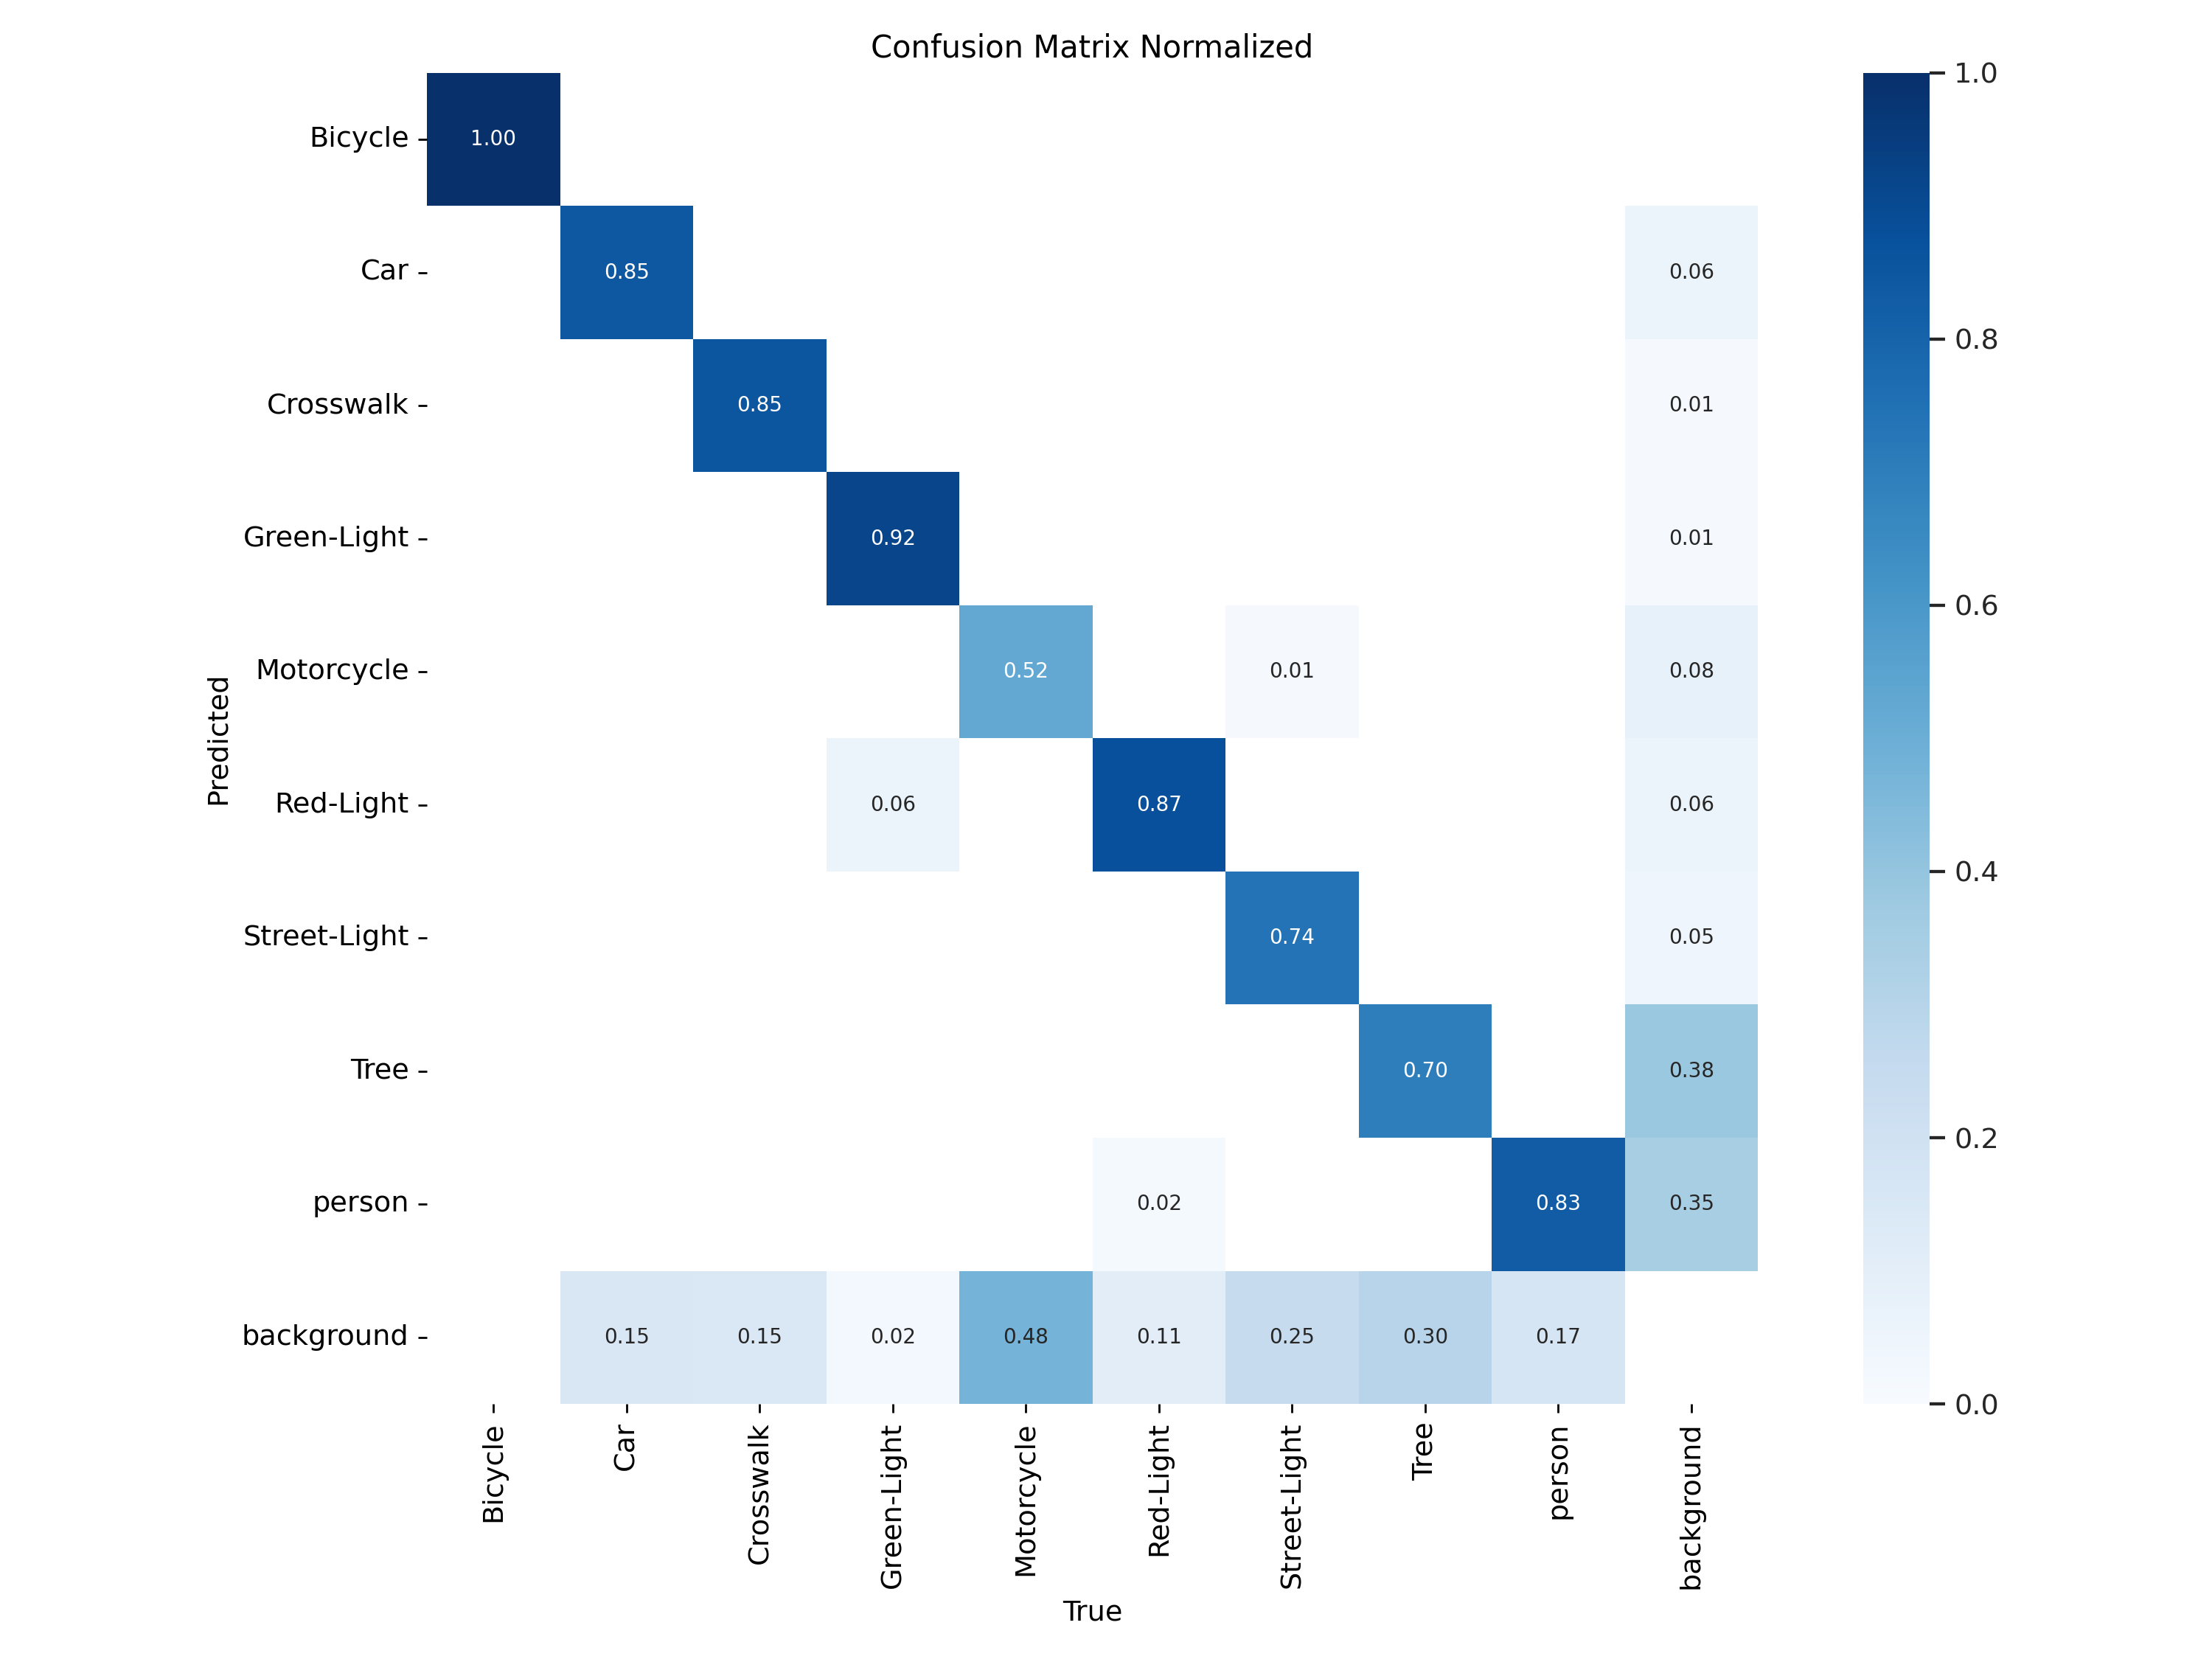 Confusion Matrix Normalized
Bicycle
1.00
Car
0.85
0.06
Crosswalk
0.85
0.01
Green-Light
0.92
0.01
Motorcycle
0.52
0.01
0.08
Red-Light
0.06
0.87
0.06
Street-Light
0.74
0.05
Tree
0.70
0.38
person
0.02
0.83
0.35
background
0.15
0.15
0.02
0.48
0.11
0.25
0.30
0.17
Predicted
Bicycle
Car
Crosswalk
Green-Light
Motorcycle
Red-Light
Street-Light
Tree
person
background
True
1.0
0.8
0.6
0.4
0.2
0.0